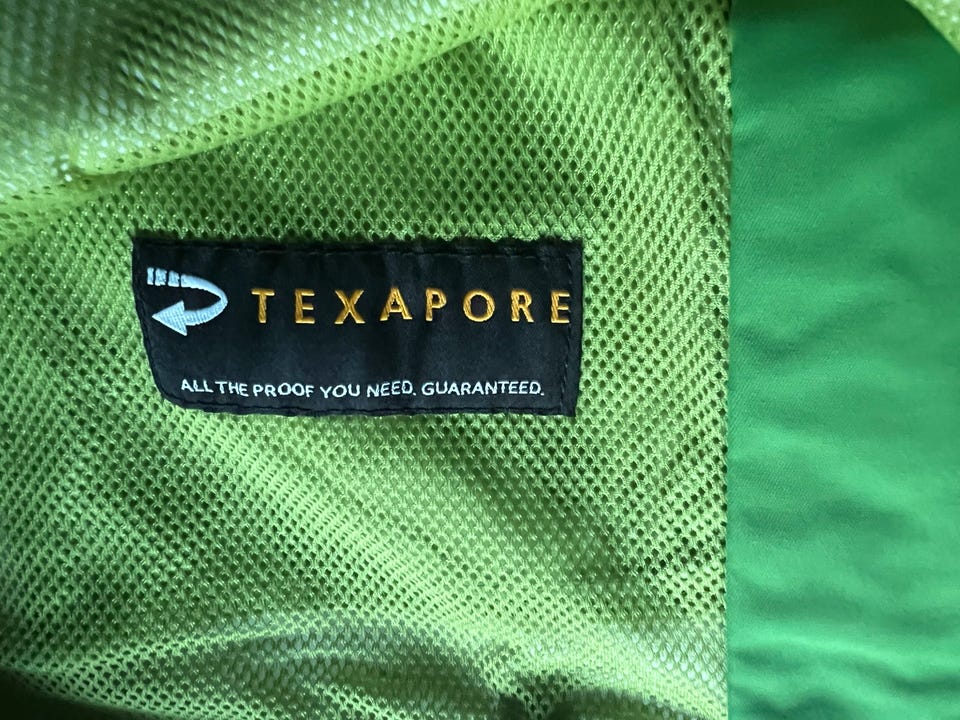 TEXAPORE
ALL THE PROOF YOU NEED. GUARANTEED.